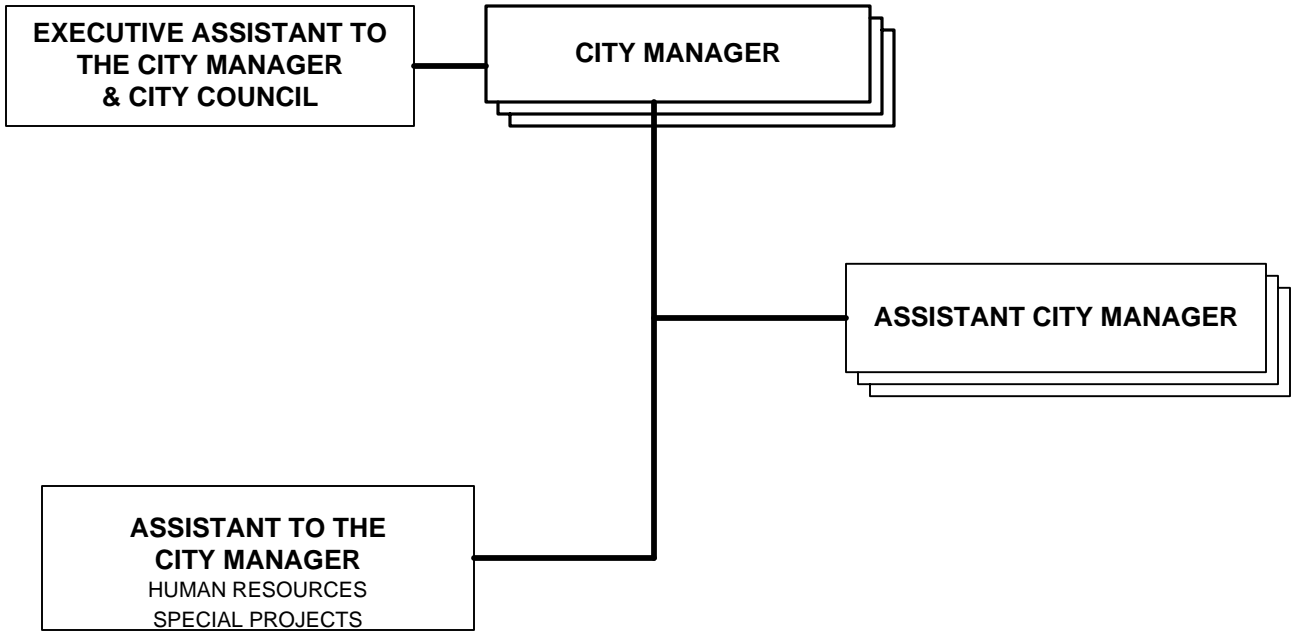 EXECUTIVE ASSISTANT TO
THE CITY MANAGER
& CITY COUNCIL
CITY MANAGER
ASSISTANT CITY MANAGER
ASSISTANT TO THE
CITY MANAGER
HUMAN RESOURCES
SPECIAL PROJECTS